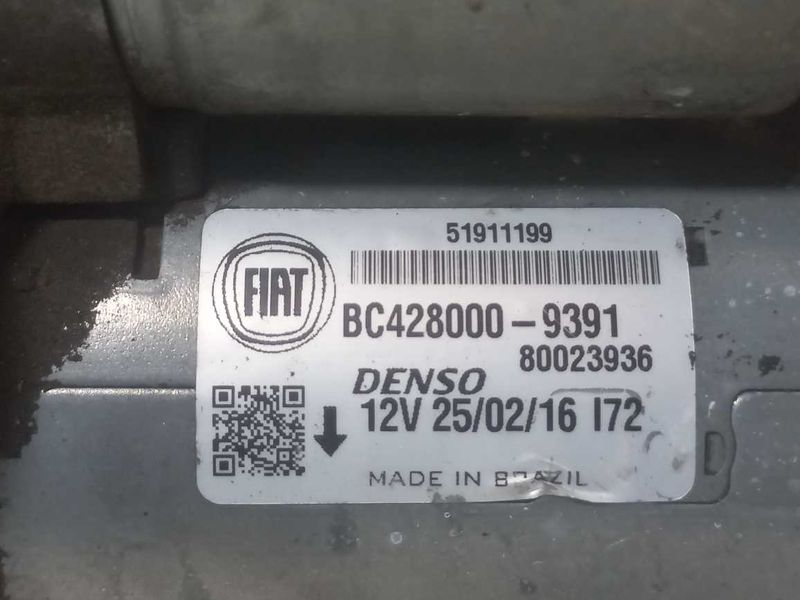 51911199
FIAT
BC428000-9391
80023936
DENSO
12V 25/02/16 I72
MADE IN BRAZIL